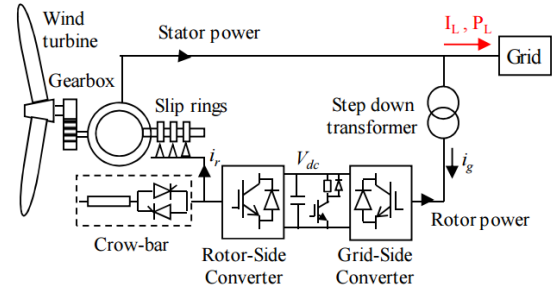 Wind
turbine
Stator power
I_L , P_L
Grid
Gearbox
Slip rings
Step down
transformer
i_r
V_dc
i_g
Rotor power
Crow-bar
Rotor-Side
Converter
Grid-Side
Converter